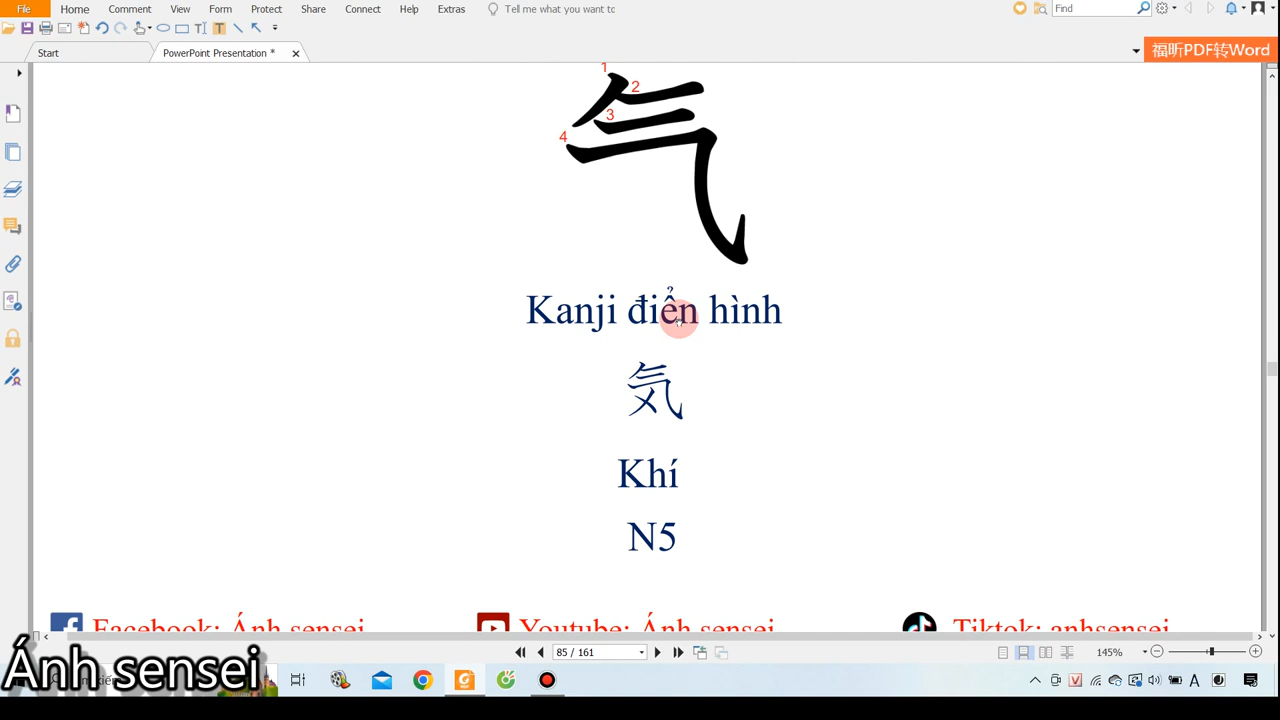 File Home Comment View Form Protect Share Connect Help Extras Tell me what you want to Find
Start PowerPoint Presentation * 福昕PDF转Word
1
2
3
4
气
Kanji điển hình
気
Khí
N5
Facebook: Ánh sensei Youtube: Ánh sensei Tiktok: anhsensei
85 / 161 145%
Ánh sensei